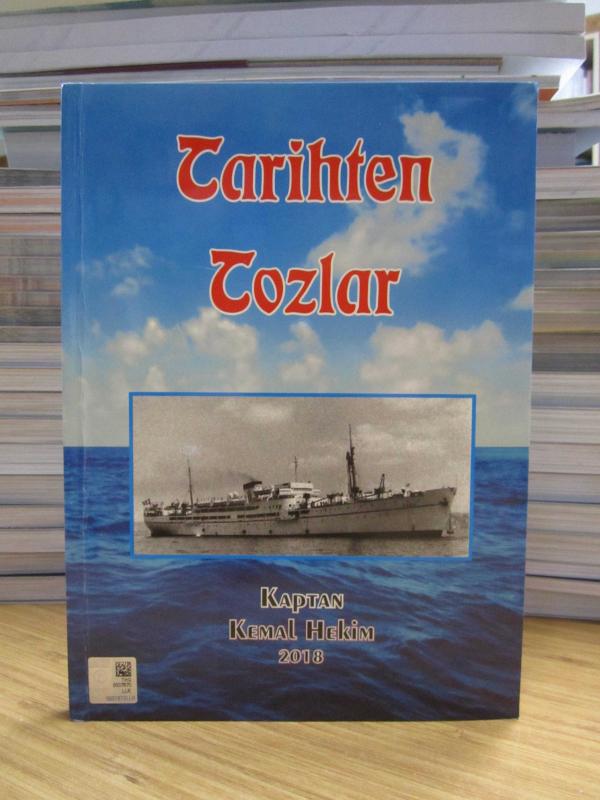 Tarihten
Tozlar
Kaptan
Kemal Hekim
2018